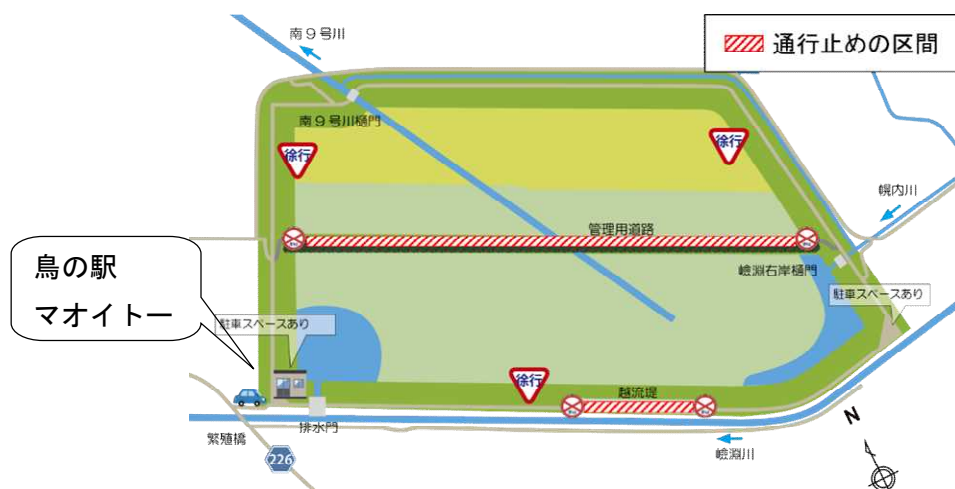 南９号川
通行止めの区間
南９号川樋門
徐行
徐行
幌内川
管理用道路
嶮淵右岸樋門
鳥の駅
マオイトー
駐車スペースあり
駐車スペースあり
徐行
越流堤
排水門
繁殖橋
226
嶮淵川
N